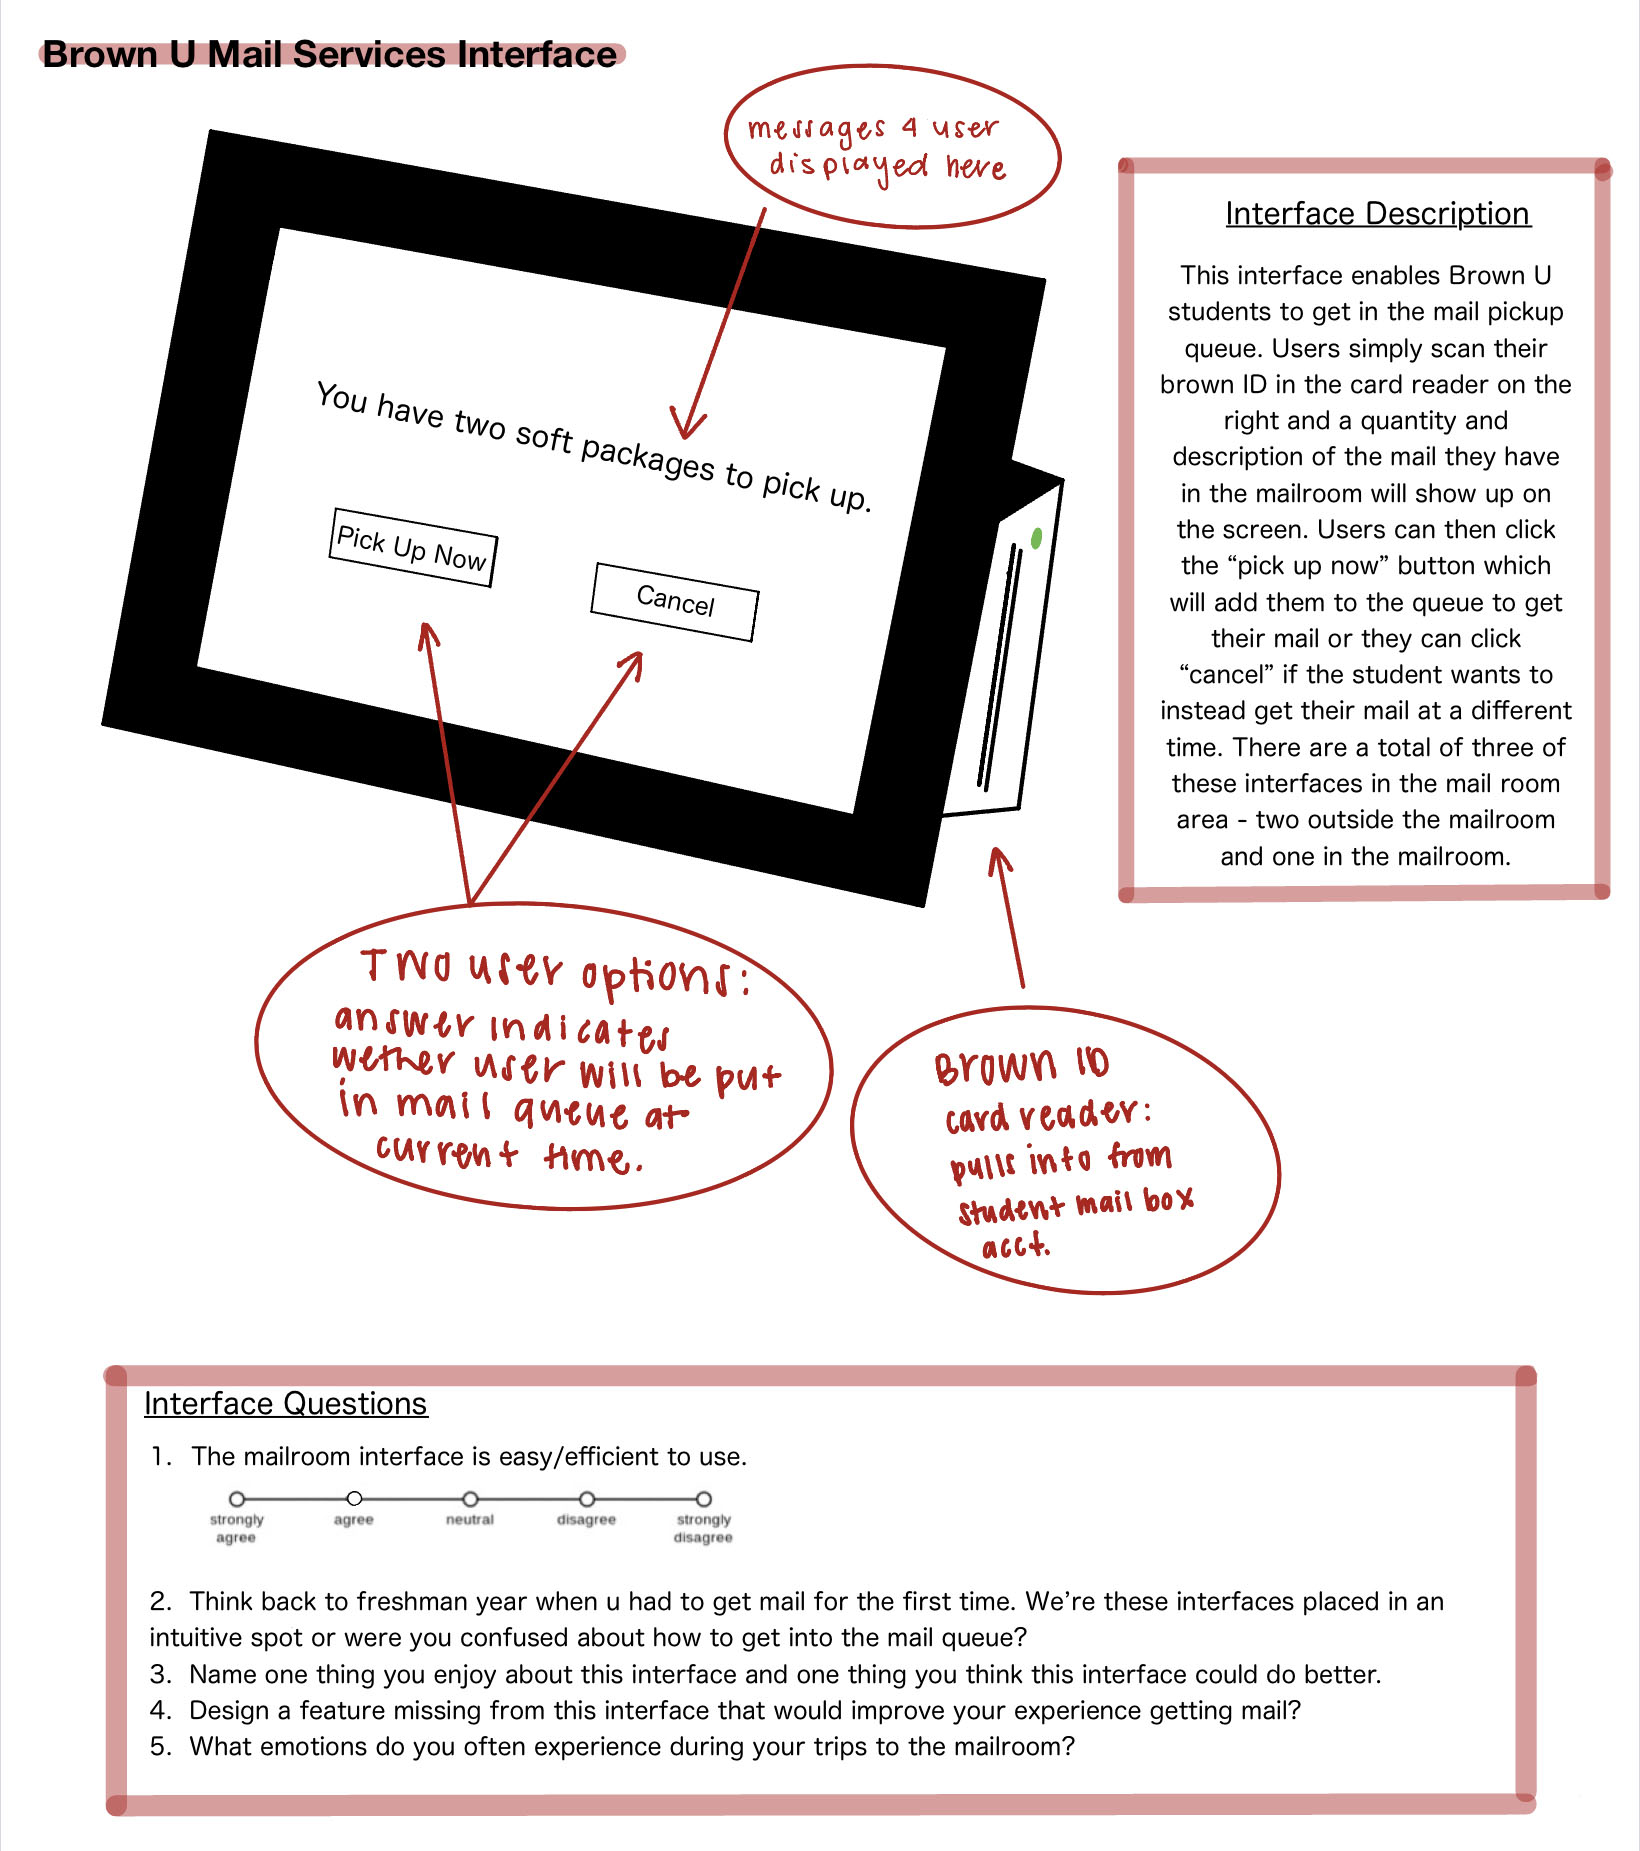 Brown U Mail Services Interface
messages 4 user
displayed here
You have two soft packages to pick up.
Pick Up Now
Cancel
Two user options:
answer indicates
wether user will be put
in mail queue at
current time.
Brown ID
card reader:
pulls info from
student mail box
acct.
Interface Description
This interface enables Brown U
students to get in the mail pickup
queue. Users simply scan their
brown ID in the card reader on the
right and a quantity and
description of the mail they have
in the mailroom will show up on
the screen. Users can then click
the “pick up now” button which
will add them to the queue to get
their mail or they can click
“cancel” if the student wants to
instead get their mail at a different
time. There are a total of three of
these interfaces in the mail room
area - two outside the mailroom
and one in the mailroom.
Interface Questions
1. The mailroom interface is easy/efficient to use.
strongly agree
agree
neutral
disagree
strongly disagree
2. Think back to freshman year when u had to get mail for the first time. We’re these interfaces placed in an
intuitive spot or were you confused about how to get into the mail queue?
3. Name one thing you enjoy about this interface and one thing you think this interface could do better.
4. Design a feature missing from this interface that would improve your experience getting mail?
5. What emotions do you often experience during your trips to the mailroom?